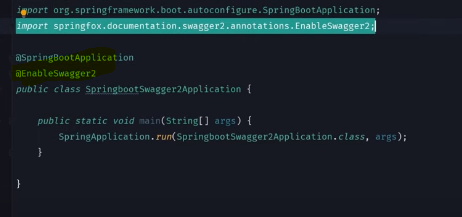 import org.springframework.boot.autoconfigure.SpringBootApplication;
import springfox.documentation.swagger2.annotations.EnableSwagger2;
@SpringBootApplication
@EnableSwagger2
public class SpringbootSwagger2Application {
public static void main(String[] args) {
SpringApplication.run(SpringbootSwagger2Application.class, args);
}
}